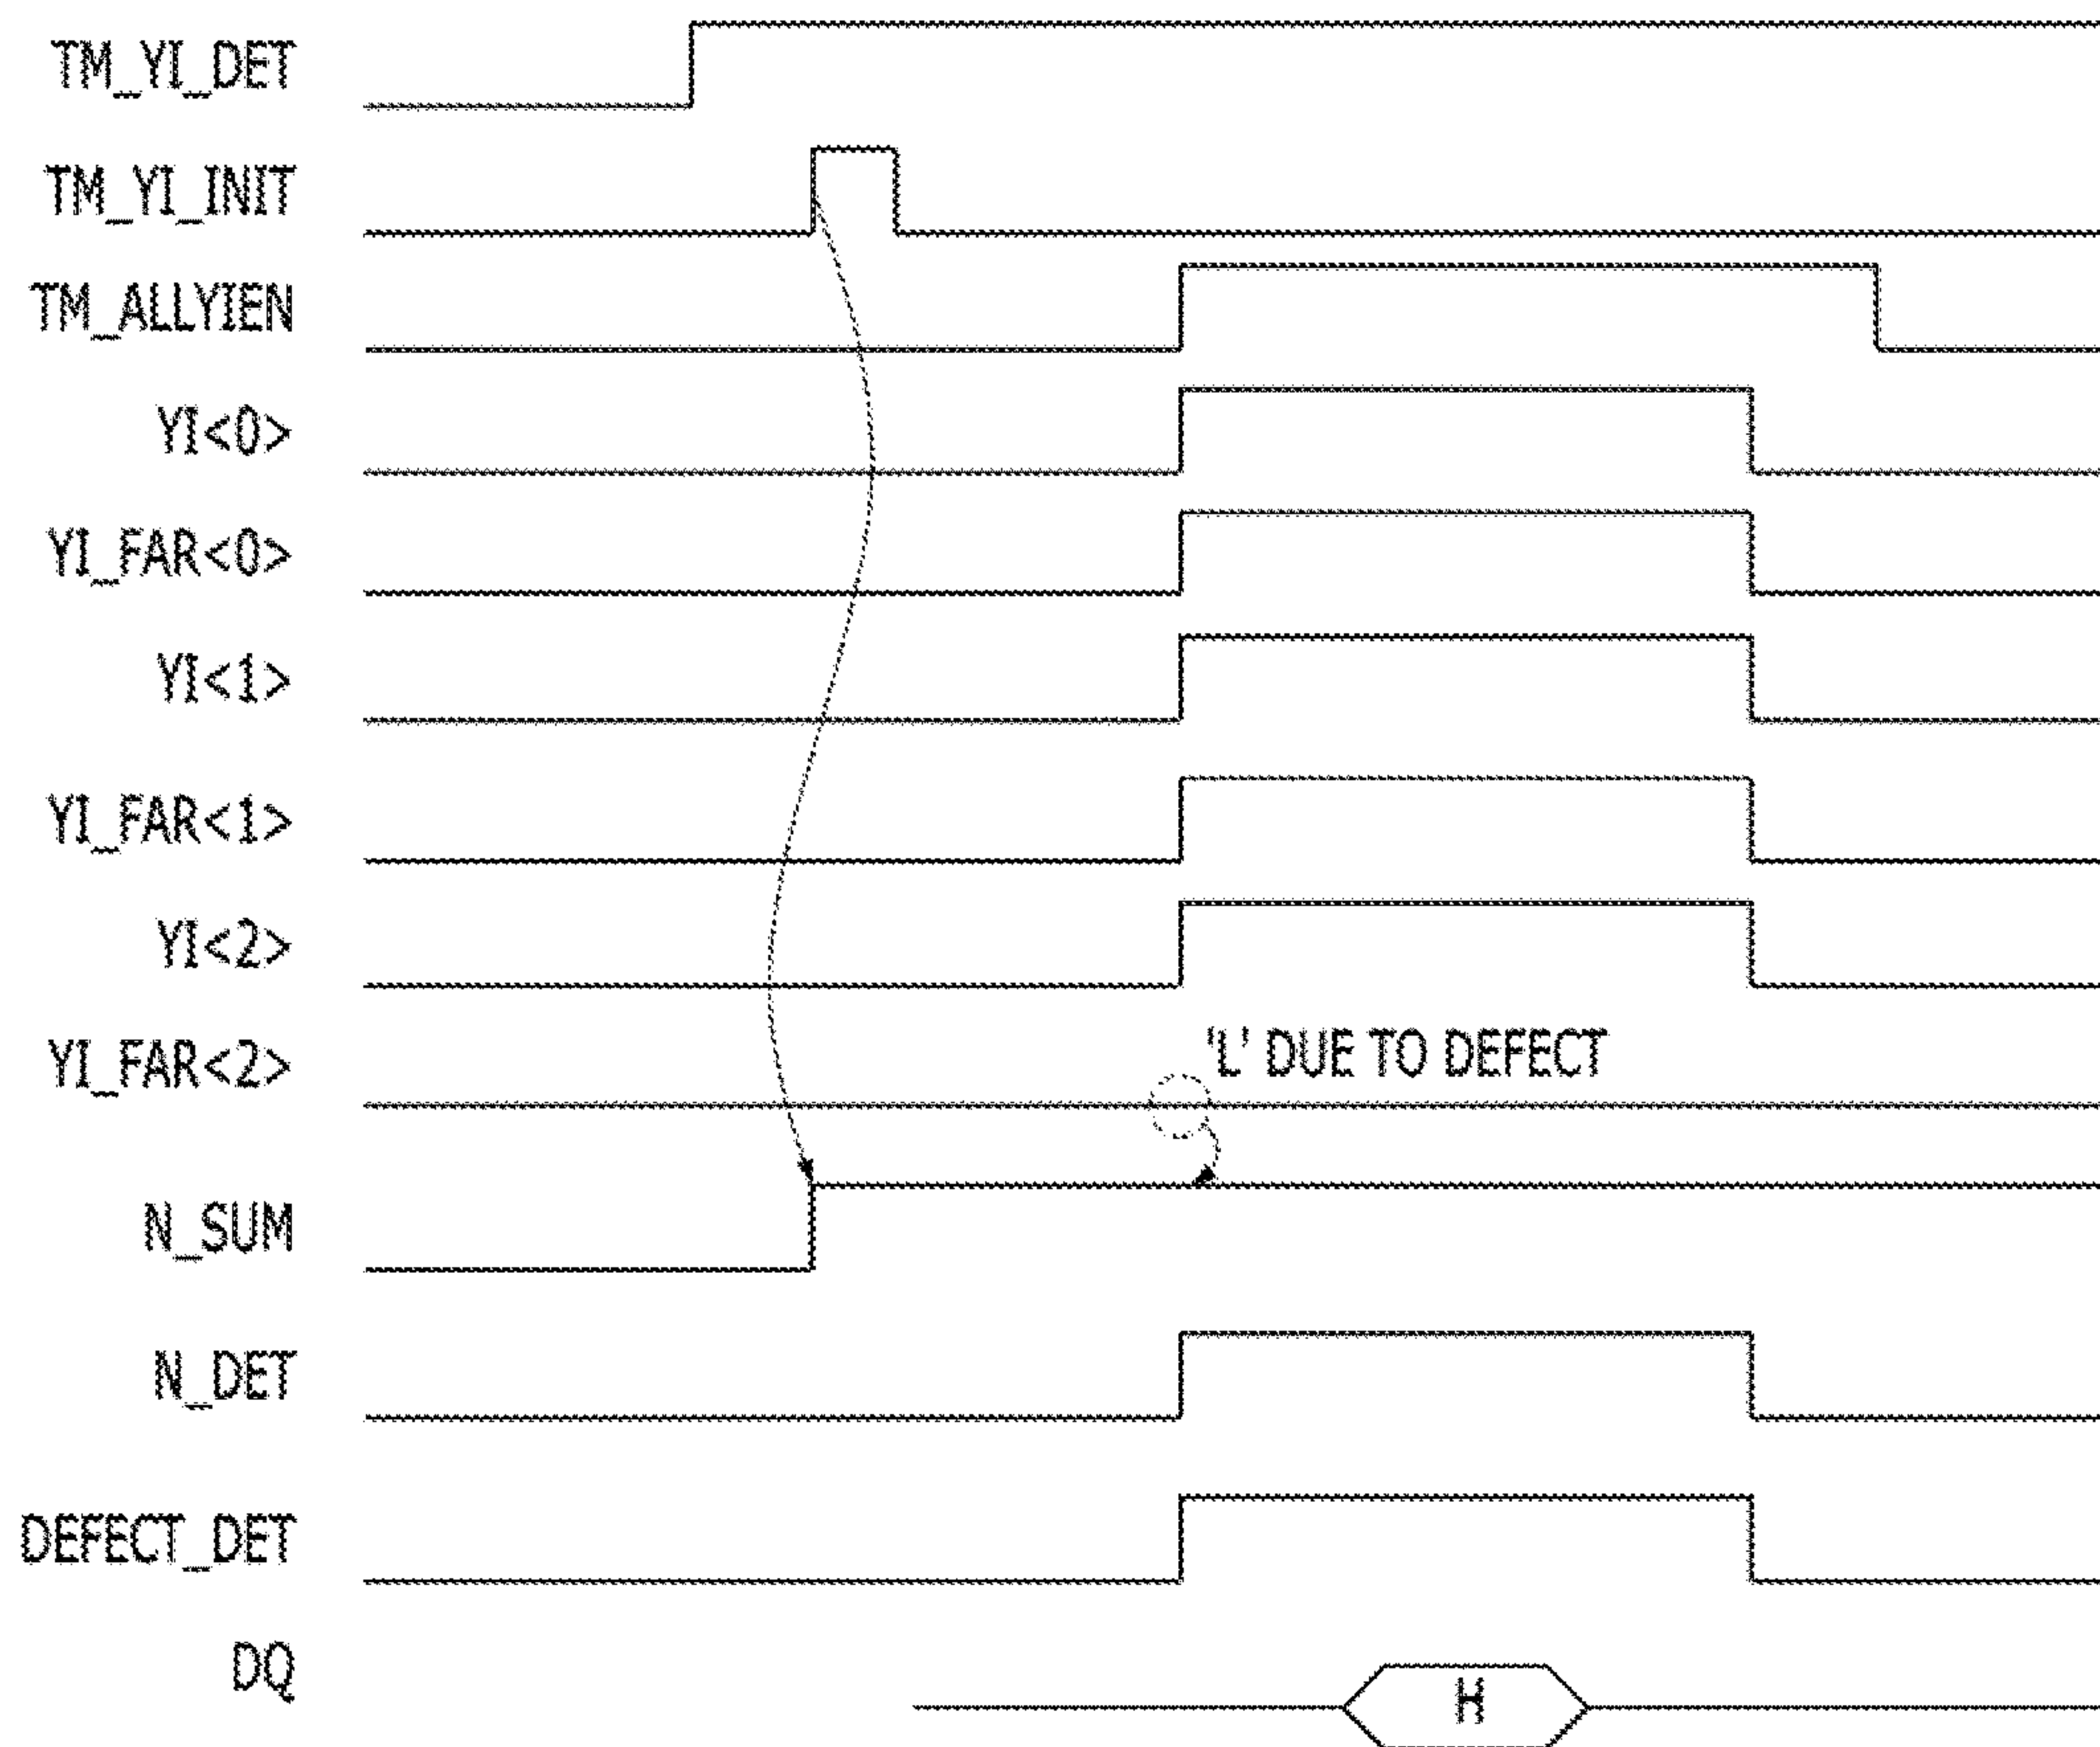 TM_YI_DET
TM_YI_INIT
TM_ALLYIEN
YI<0>
YI_FAR<0>
YI<1>
YI_FAR<1>
YI<2>
YI_FAR<2>
'L' DUE TO DEFECT
N_SUM
N_DET
DEFECT_DET
DQ
H